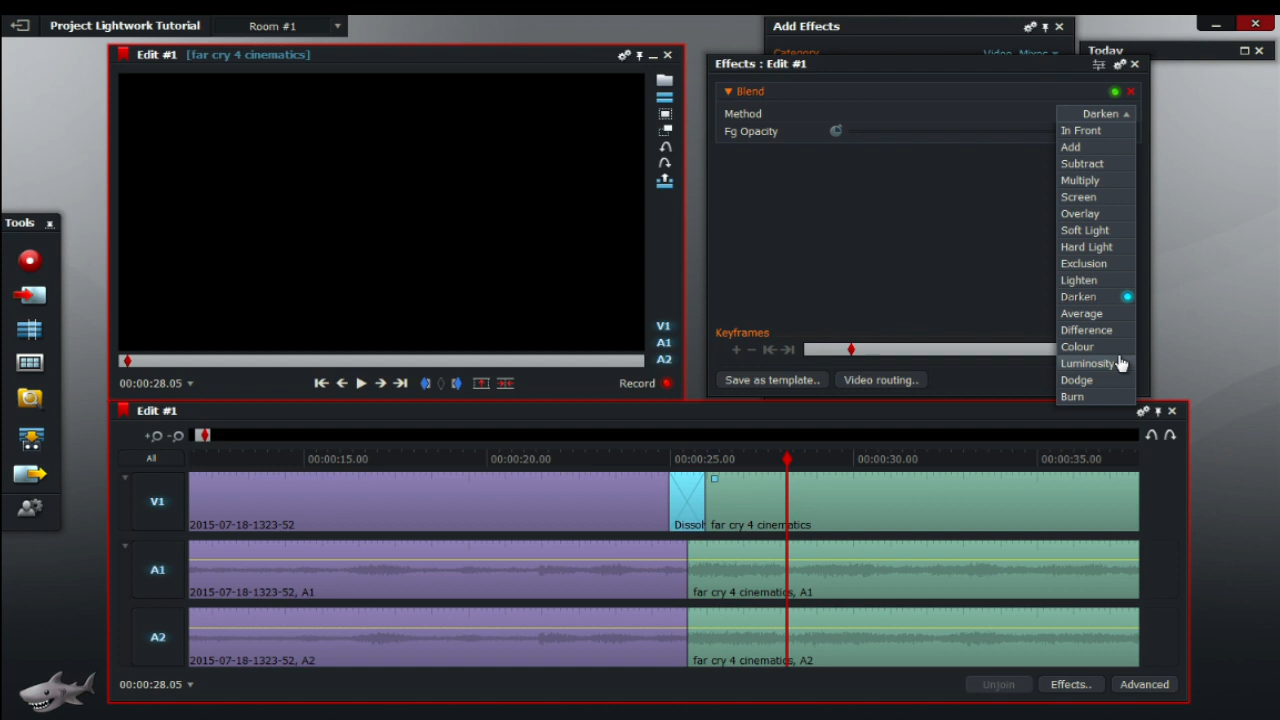 Project Lightwork Tutorial
Room #1
Edit #1 [far cry 4 cinematics]
Add Effects
Category
Video Mixes
Today
Effects : Edit #1
Blend
Method
Darken
Fg Opacity
In Front
Add
Subtract
Multiply
Screen
Overlay
Soft Light
Hard Light
Exclusion
Lighten
Darken
Average
Difference
Colour
Luminosity
Dodge
Burn
Keyframes
Save as template..
Video routing..
Tools
V1
A1
A2
00:00:28.05
Record
Edit #1
All
00:00:15.00
00:00:20.00
00:00:25.00
00:00:30.00
00:00:35.00
V1
2015-07-18-1323-52
Dissol
far cry 4 cinematics
A1
2015-07-18-1323-52, A1
far cry 4 cinematics, A1
A2
2015-07-18-1323-52, A2
far cry 4 cinematics, A2
00:00:28.05
Unjoin
Effects..
Advanced